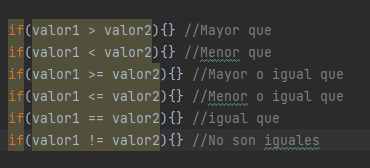 if(valor1 > valor2){} //Mayor que
if(valor1 < valor2){} //Menor que
if(valor1 >= valor2){} //Mayor o igual que
if(valor1 <= valor2){} //Menor o igual que
if(valor1 == valor2){} //igual que
if(valor1 != valor2){} //No son iguales